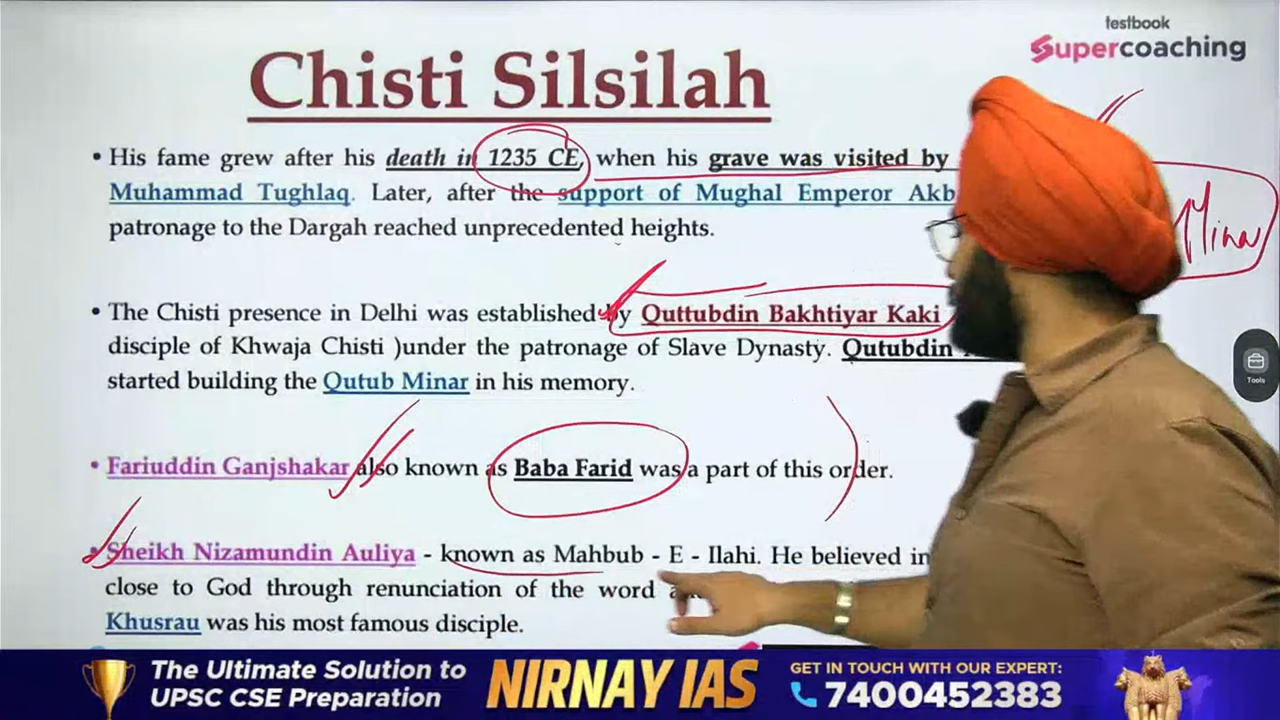 testbook
Supercoaching
Chisti Silsilah
• His fame grew after his death in 1235 CE, when his grave was visited by
Muhammad Tughlaq. Later, after the support of Mughal Emperor Akb
patronage to the Dargah reached unprecedented heights.
Minar
• The Chisti presence in Delhi was established by Quttubdin Bakhtiyar Kaki
disciple of Khwaja Chisti )under the patronage of Slave Dynasty. Qutubdin
started building the Qutub Minar in his memory.
Tools
• Fariuddin Ganjshakar also known as Baba Farid was a part of this order.
• Sheikh Nizamundin Auliya - known as Mahbub - E - Ilahi. He believed in
close to God through renunciation of the word
Khusrau was his most famous disciple.
The Ultimate Solution to
UPSC CSE Preparation
NIRNAY IAS
GET IN TOUCH WITH OUR EXPERT:
7400452383